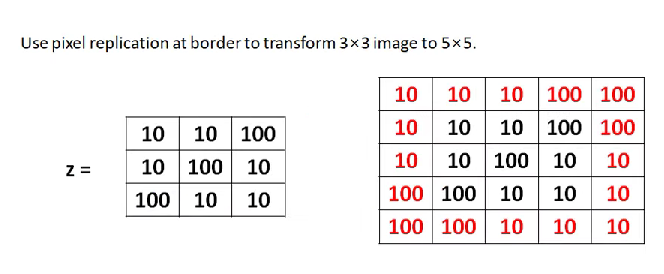 Use pixel replication at border to transform 3×3 image to 5×5.
10 10 10 100 100
10 10 100
10 10 10 100 100
z =
10 100 10
10 10 100 10 10
100 10 10
100 100 10 10 10
100 100 10 10 10